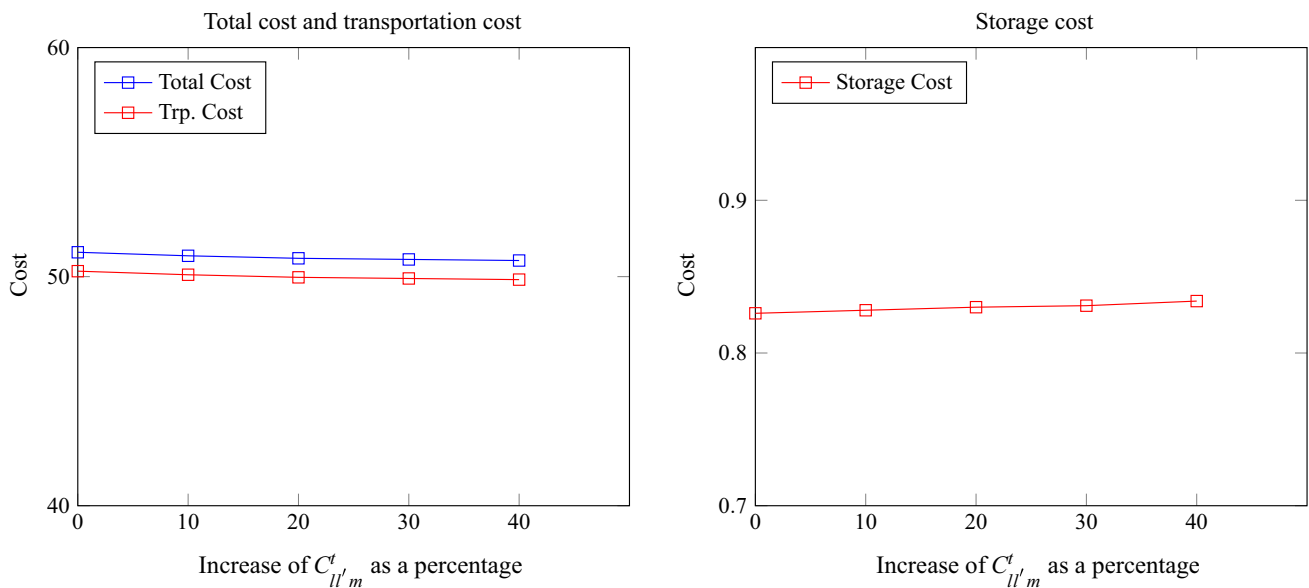 Total cost and transportation cost
60
Total Cost
Trp. Cost
50
Cost
40
0 10 20 30 40
Increase of C^t_{ll'm} as a percentage
Storage cost
Storage Cost
0.9
Cost
0.8
0.7
0 10 20 30 40
Increase of C^t_{ll'm} as a percentage